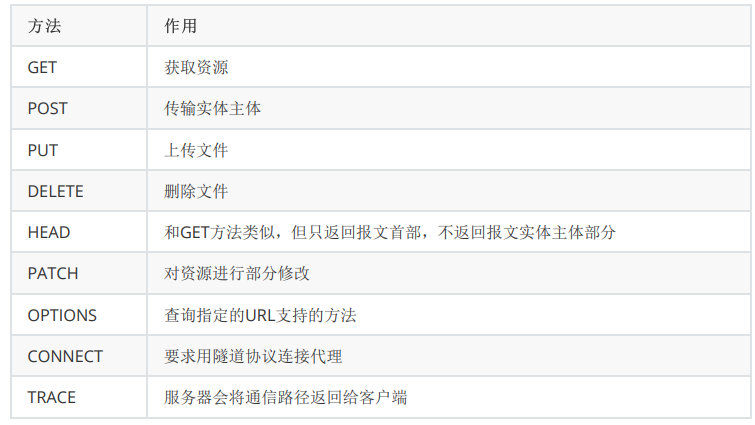 方法 作用
GET 获取资源
POST 传输实体主体
PUT 上传文件
DELETE 删除文件
HEAD 和GET方法类似，但只返回报文首部，不返回报文实体主体部分
PATCH 对资源进行部分修改
OPTIONS 查询指定的URL支持的方法
CONNECT 要求用隧道协议连接代理
TRACE 服务器会将通信路径返回给客户端